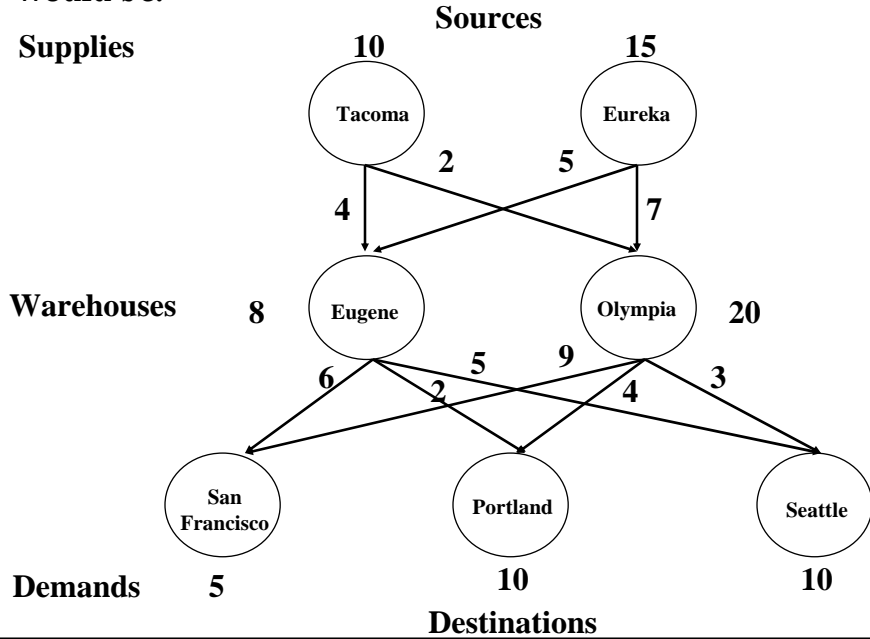 Sources
Supplies 10 15
Tacoma Eureka
2 5
4 7
Warehouses 8 Eugene Olympia 20
6 5 9 3
2 4
San
Francisco
Portland
Seattle
Demands 5 10 10
Destinations